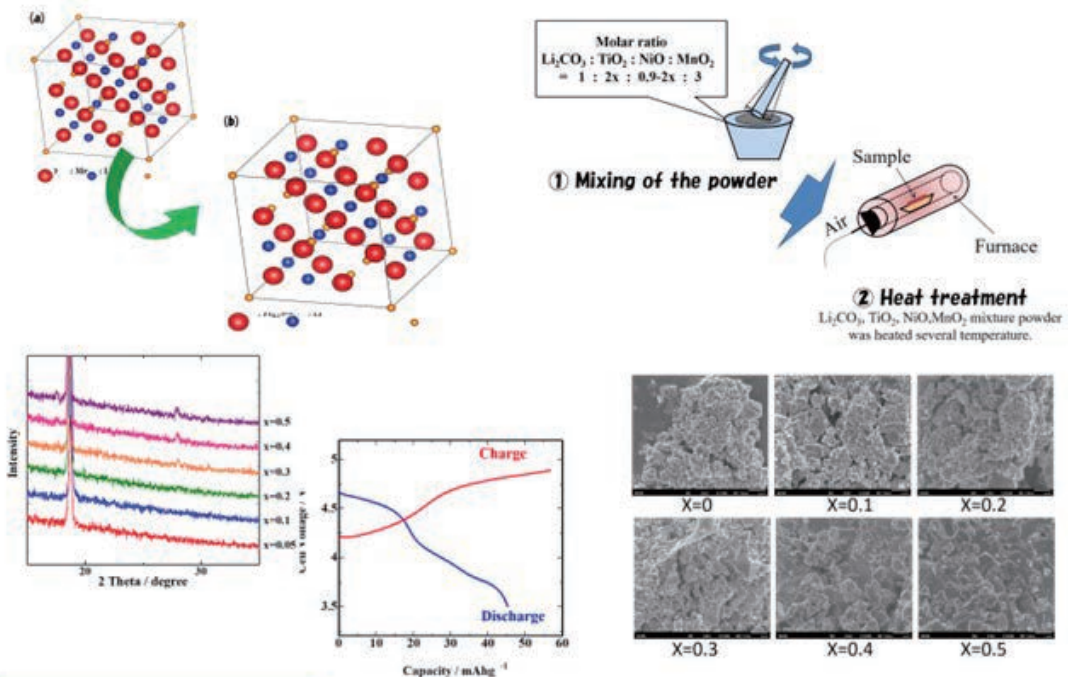 (a)
(b)
Molar ratio
Li₂CO₃ : TiO₂ : NiO : MnO₂
= 1 : 2x : 0.9-2x : 3
① Mixing of the powder
Sample
Air
Furnace
② Heat treatment
Li₂CO₃, TiO₂, NiO,MnO₂ mixture powder
was heated several temperature.
Intensity
x=0.5
x=0.4
x=0.3
x=0.2
x=0.1
x=0.05
20
30
2 Theta / degree
5
4.5
4
3.5
Charge
Discharge
0
10
20
30
40
50
60
Capacity / mAhg ⁻¹
X=0
X=0.1
X=0.2
X=0.3
X=0.4
X=0.5